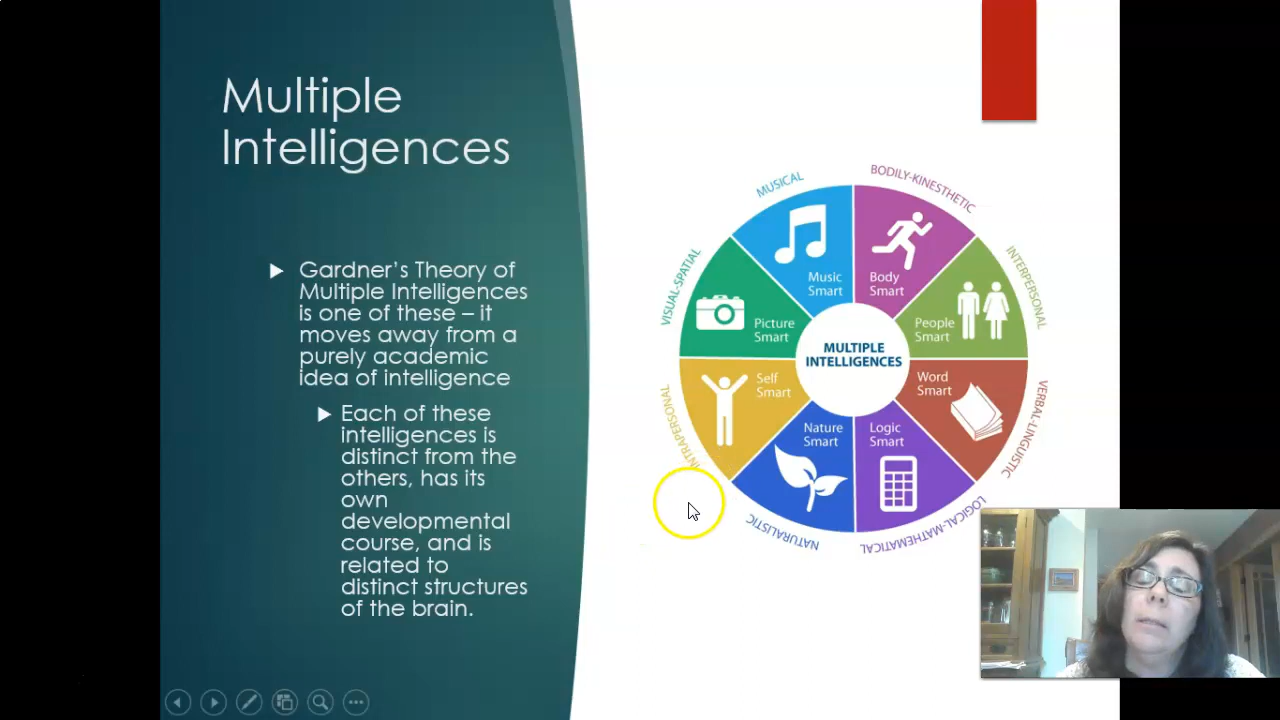 Multiple
Intelligences
Gardner's Theory of
Multiple Intelligences
is one of these – it
moves away from a
purely academic
idea of intelligence
Each of these
intelligences is
distinct from the
others, has its
own
developmental
course, and is
related to
distinct structures
of the brain.
MUSICAL
BODILY-KINESTHETIC
INTERPERSONAL
VERBAL-LINGUISTIC
LOGICAL-MATHEMATICAL
NATURALISTIC
INTRAPERSONAL
VISUAL-SPATIAL
Music
Smart
Body
Smart
People
Smart
Word
Smart
Logic
Smart
Nature
Smart
Self
Smart
Picture
Smart
MULTIPLE
INTELLIGENCES